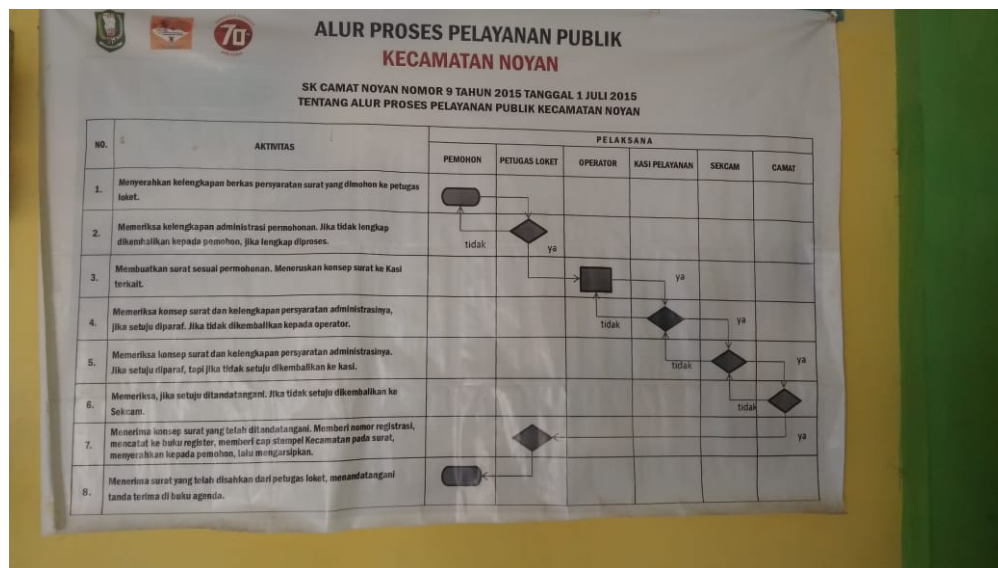 70
ALUR PROSES PELAYANAN PUBLIK
KECAMATAN NOYAN
SK CAMAT NOYAN NOMOR 9 TAHUN 2015 TANGGAL 1 JULI 2015
TENTANG ALUR PROSES PELAYANAN PUBLIK KECAMATAN NOYAN
NO. AKTIVITAS PELAKSANA
PEMOHON PETUGAS LOKET OPERATOR KASI PELAYANAN SEKCAM CAMAT
1. Menyerahkan kelengkapan berkas persyaratan surat yang dimohon ke petugas
loket.
2. Memeriksa kelengkapan administrasi permohonan. Jika tidak lengkap
dikembalikan kepada pemohon, jika lengkap diproses.
tidak ya
3. Membuatkan surat sesuai permohonan. Meneruskan konsep surat ke Kasi
terkait.
ya
4. Memeriksa konsep surat dan kelengkapan persyaratan administrasinya,
jika setuju diparaf. Jika tidak dikembalikan kepada operator.
tidak ya
5. Memeriksa konsep surat dan kelengkapan persyaratan administrasinya.
Jika setuju diparaf, tapi jika tidak setuju dikembalikan ke kasi.
tidak ya
6. Memeriksa, jika setuju ditandatangani. Jika tidak setuju dikembalikan ke
Sekcam.
tidak
7. Menerima konsep surat yang telah ditandatangani. Memberi nomor registrasi,
mencatat ke buku register, memberi cap stempel Kecamatan pada surat,
menyerahkan kepada pemohon, lalu mengarsipkan.
ya
8. Menerima surat yang telah disahkan dari petugas loket, menandatangani
tanda terima di buku agenda.